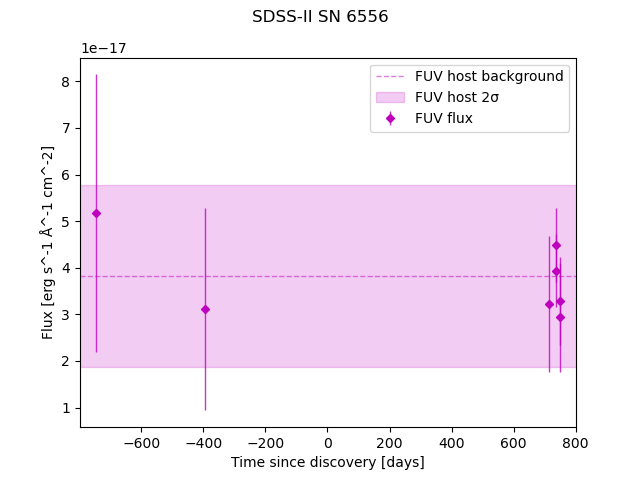 SDSS-II SN 6556
1e−17
FUV host background
FUV host 2σ
FUV flux
8
7
6
5
4
3
2
1
Flux [erg s^-1 Å^-1 cm^-2]
−600
−400
−200
0
200
400
600
800
Time since discovery [days]